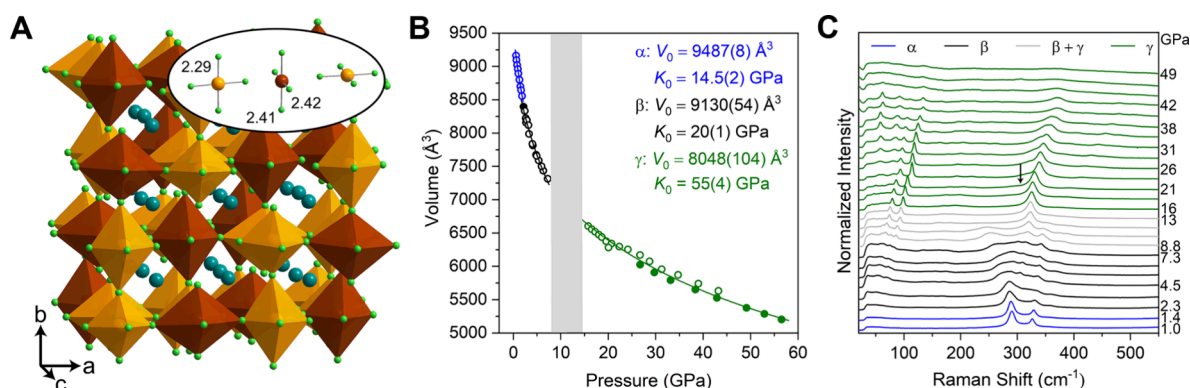 A
2.29
2.42
2.41
b
a
c
B
9500
9000
8500
8000
7500
7000
6500
6000
5500
5000
Volume (Å³)
α: V₀ = 9487(8) Å³
K₀ = 14.5(2) GPa
β: V₀ = 9130(54) Å³
K₀ = 20(1) GPa
γ: V₀ = 8048(104) Å³
K₀ = 55(4) GPa
0 10 20 30 40 50 60
Pressure (GPa)
C
GPa
α β β + γ γ
49
42
38
31
26
21
16
13
8.8
7.3
4.5
2.3
1.4
1.0
Normalized Intensity
100 200 300 400 500
Raman Shift (cm⁻¹)